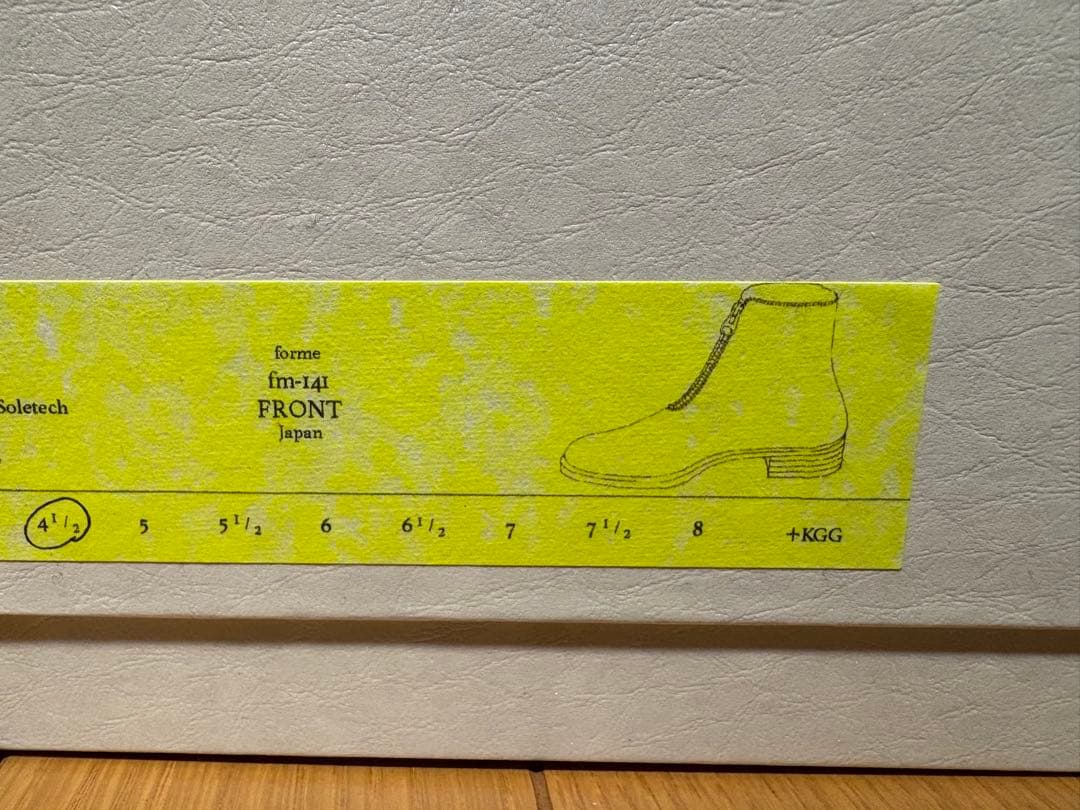 Soletech
forme
fm-141
FRONT
Japan
4 1/2 5 5 1/2 6 6 1/2 7 7 1/2 8 +KGG